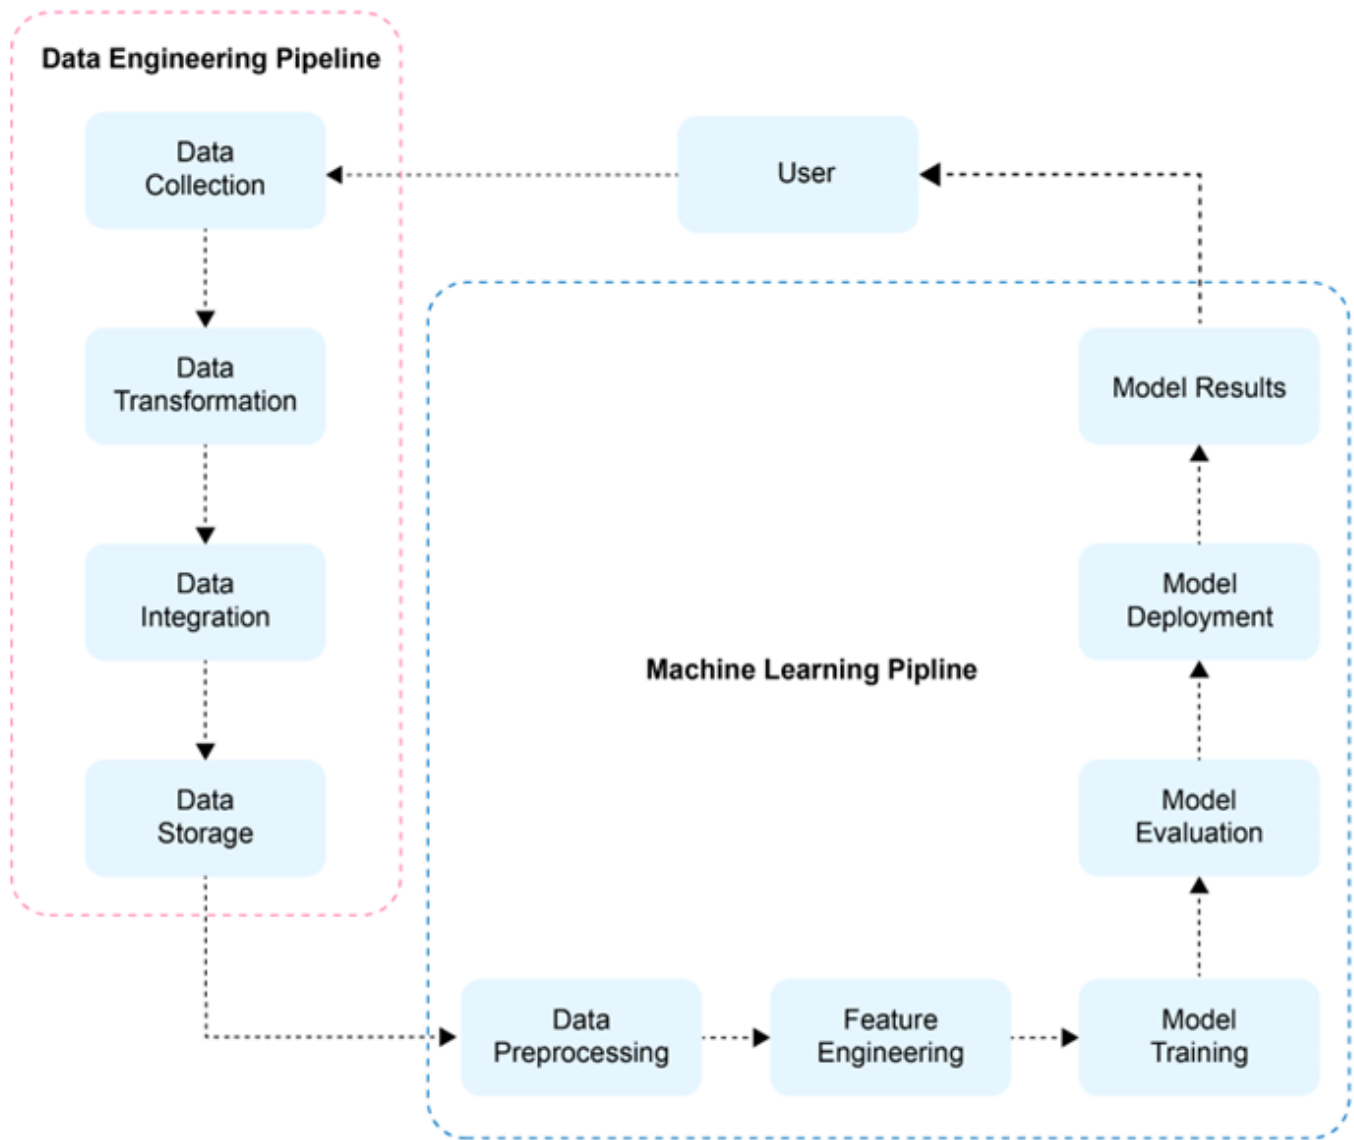 Data Engineering Pipeline
Data
Collection
User
Data
Transformation
Data
Integration
Data
Storage
Machine Learning Pipline
Data
Preprocessing
Feature
Engineering
Model
Training
Model
Evaluation
Model
Deployment
Model Results